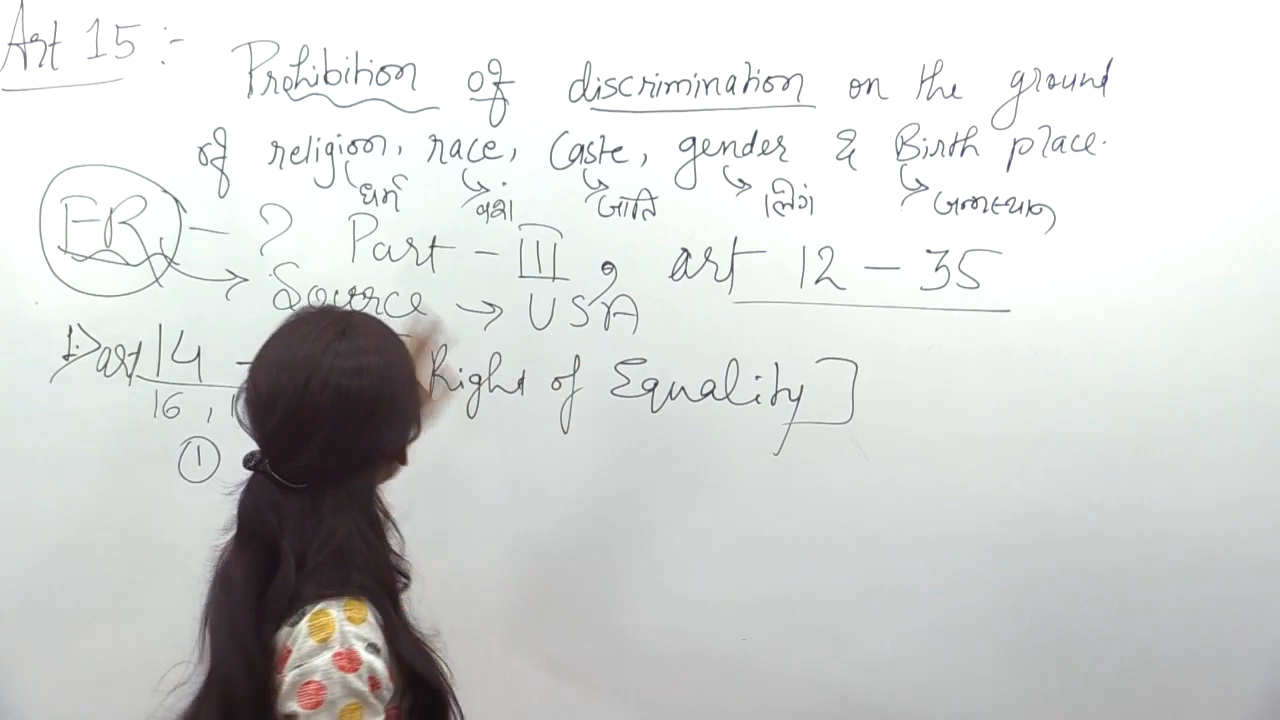 Art 15 :-
Prohibition of discrimination on the ground
of religion, race, Caste, gender & Birth place.
धर्म वंश जाति लिंग जन्मस्थान
FR - ? Part - III, art 12 - 35
Source → USA
art 14 - Right of Equality]
16, 1
①